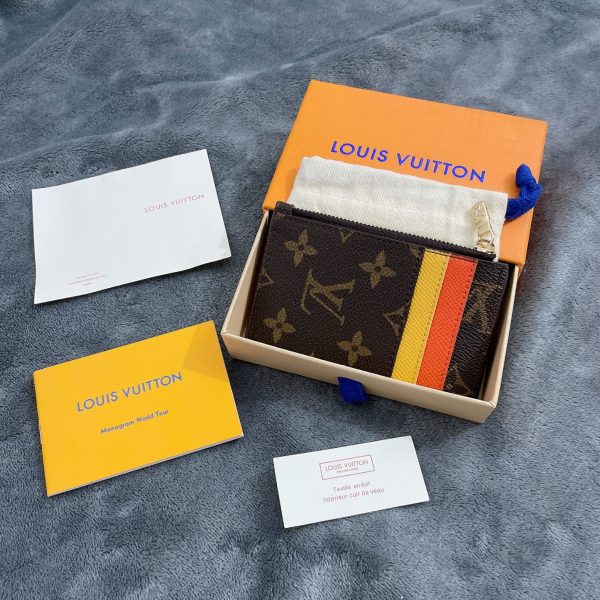 LOUIS VUITTON
LOUIS VUITTON
LOUIS VUITTON
Monogram World Tour
LOUIS VUITTON
Textile enduit
Intérieur cuir de veau